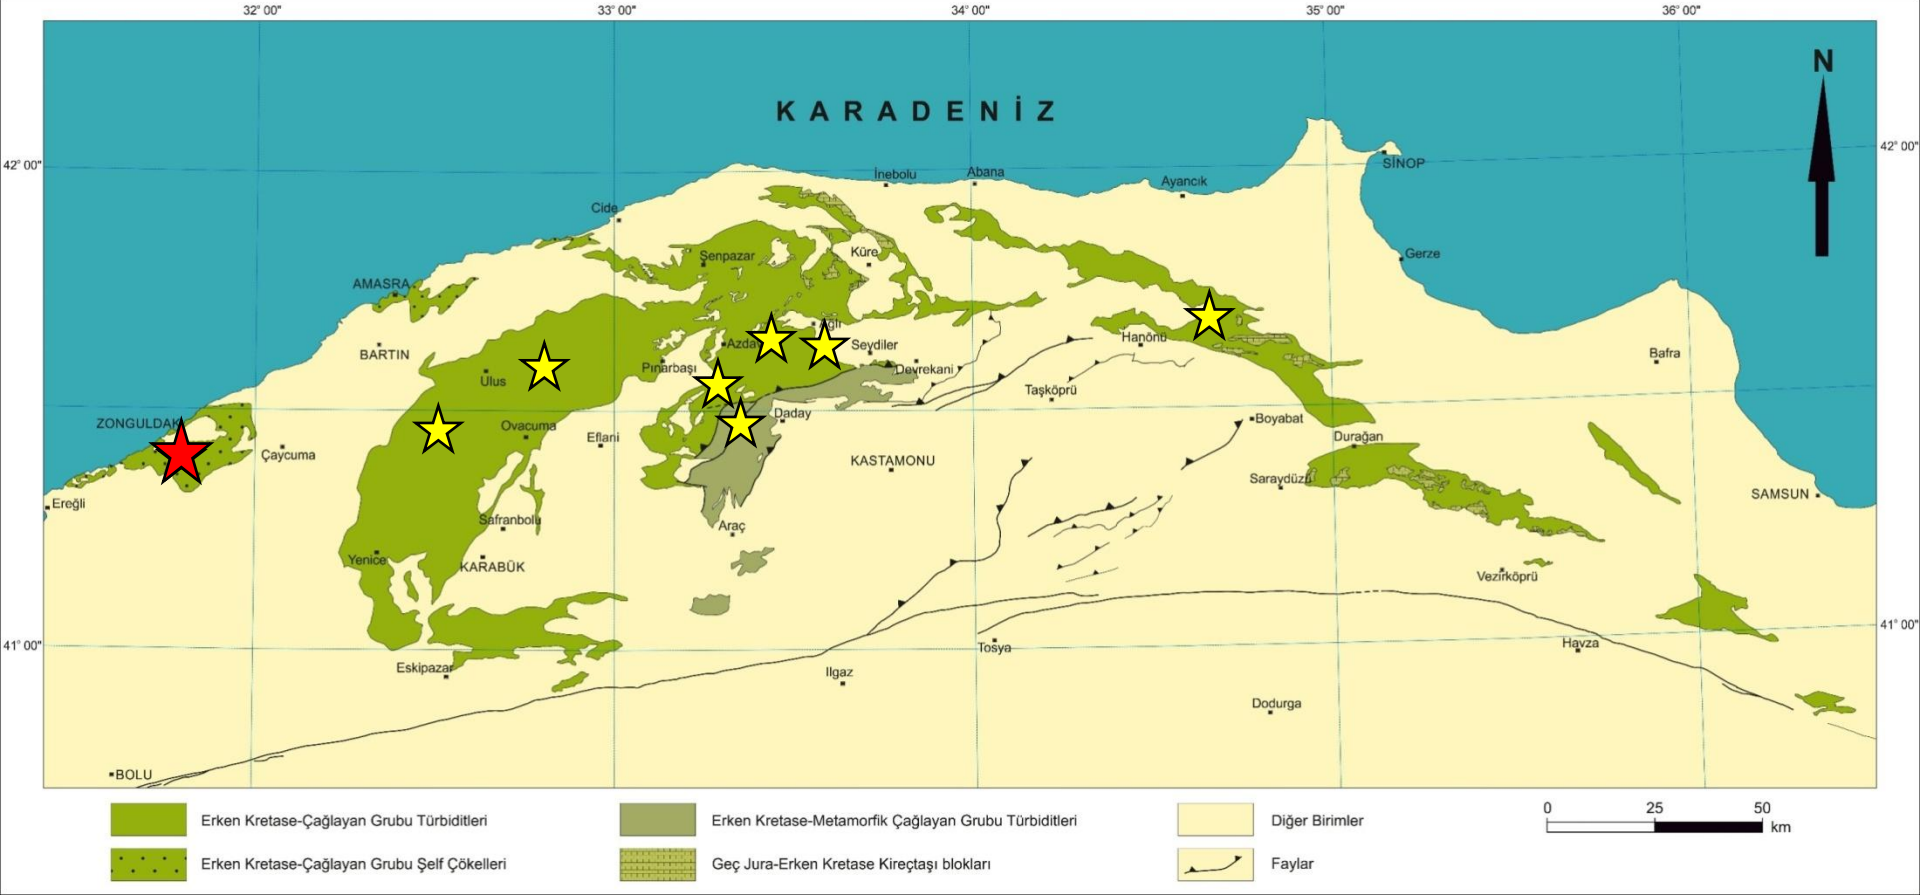 32° 00''
33° 00''
34° 00''
35° 00''
36° 00''
N
KARADENİZ
42° 00''
42° 00''
SİNOP
İnebolu
Abana
Ayancık
Cide
Gerze
Şenpazar
Küre
AMASRA
Ağlı
Hanönü
BARTIN
Azda
Seydiler
Bafra
Pınarbaşı
Devrekani
Ulus
Taşköprü
ZONGULDAK
Daday
Boyabat
Ovacuma
Eflani
Durağan
Çaycuma
KASTAMONU
Saraydüzü
SAMSUN
Ereğli
Safranbolu
Araç
Yenice
KARABÜK
Vezirköprü
41° 00''
41° 00''
Tosya
Havza
Eskipazar
Ilgaz
Dodurga
BOLU
Erken Kretase-Çağlayan Grubu Türbiditleri
Erken Kretase-Metamorfik Çağlayan Grubu Türbiditleri
Diğer Birimler
0 25 50
km
Erken Kretase-Çağlayan Grubu Şelf Çökelleri
Geç Jura-Erken Kretase Kireçtaşı blokları
Faylar